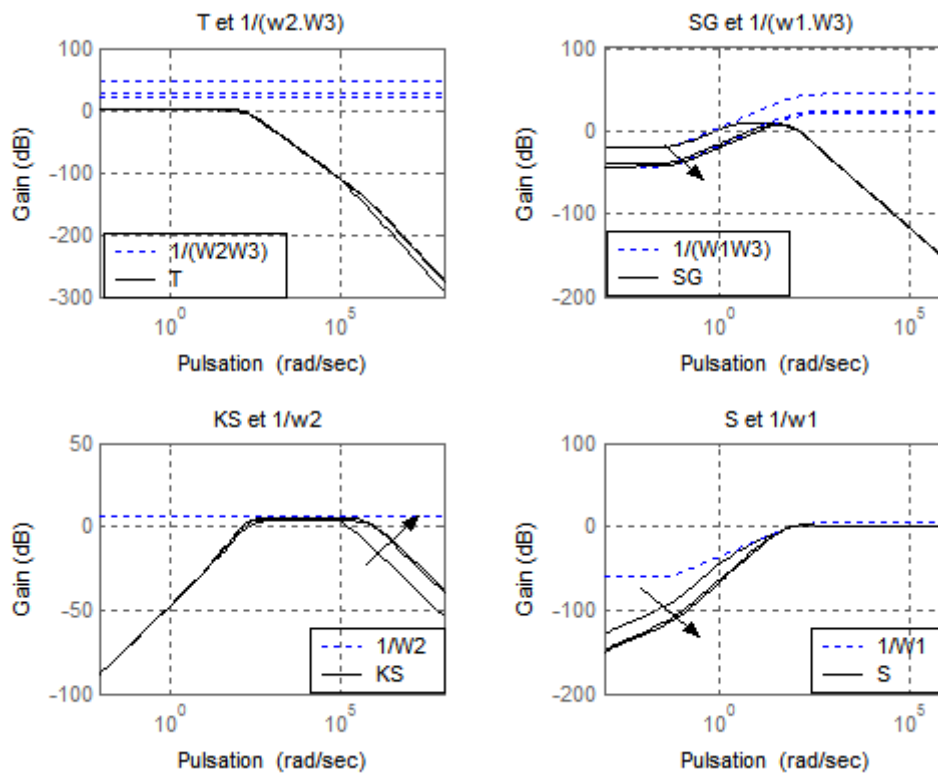 T et 1/(w2.W3)
100
0
-100
-200
-300
Gain (dB)
1/(W2W3)
T
10^0
10^5
Pulsation (rad/sec)
SG et 1/(w1.W3)
100
0
-100
-200
Gain (dB)
1/(W1W3)
SG
10^0
10^5
Pulsation (rad/sec)
KS et 1/w2
50
0
-50
-100
Gain (dB)
1/W2
KS
10^0
10^5
Pulsation (rad/sec)
S et 1/w1
100
0
-100
-200
Gain (dB)
1/W1
S
10^0
10^5
Pulsation (rad/sec)